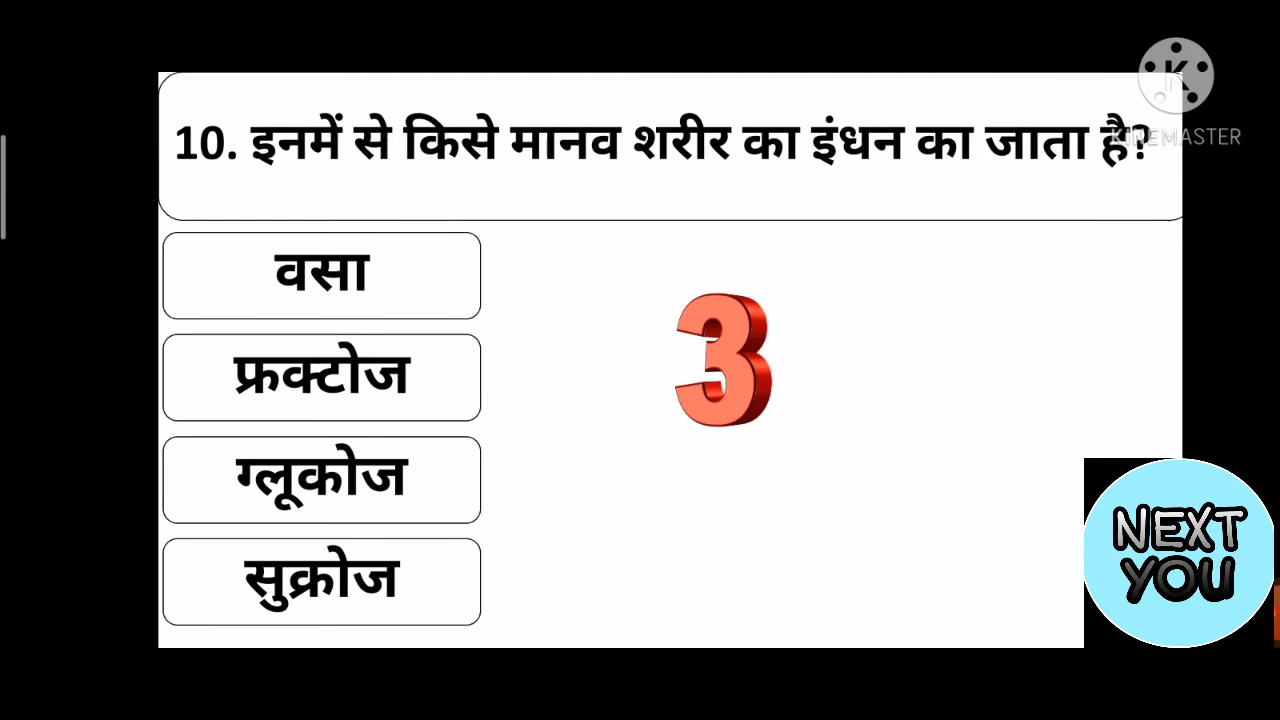 10. इनमें से किसे मानव शरीर का इंधन का जाता है?
KINEMASTER
वसा
फ्रक्टोज
3
ग्लूकोज
सुक्रोज
NEXT
YOU